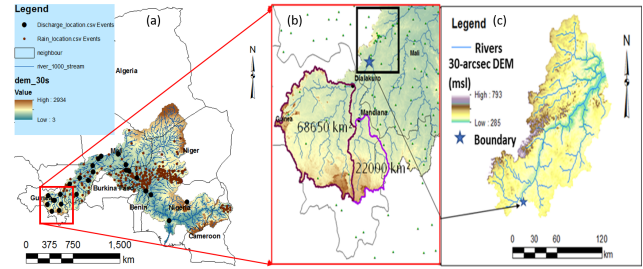 Legend
Discharge_location.csv Events
Rain_location.csv Events
neighbour
river_1000_stream
dem_30s
Value
High : 2934
Low : 3
(a)
Algeria
N
Mali
Niger
Burkina Faso
Guinea
Benin
Nigeria
Cameroon
0 375 750 1,500
km
(b)
Mali
Dialakoro
Mandiana
Guinea
68650 km²
22000 km²
Legend
(c)
Rivers
30-arcsec DEM
(msl)
High : 793
Low : 285
Boundary
N
0 30 60 120
km